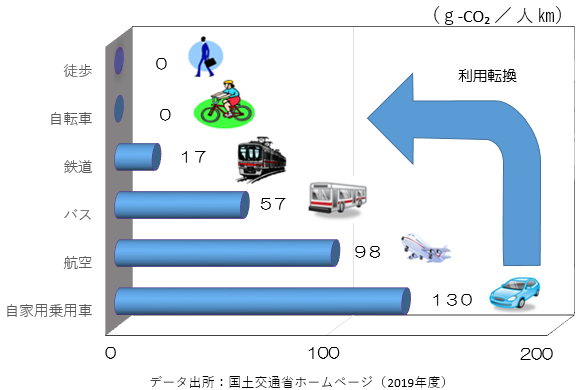 （ｇ-CO₂ ／ 人 ㎞）
徒歩 0
利用転換
自転車 0
鉄道 17
バス 57
航空 98
自家用乗用車 130
0 100 200
データ出所：国土交通省ホームページ（2019年度）